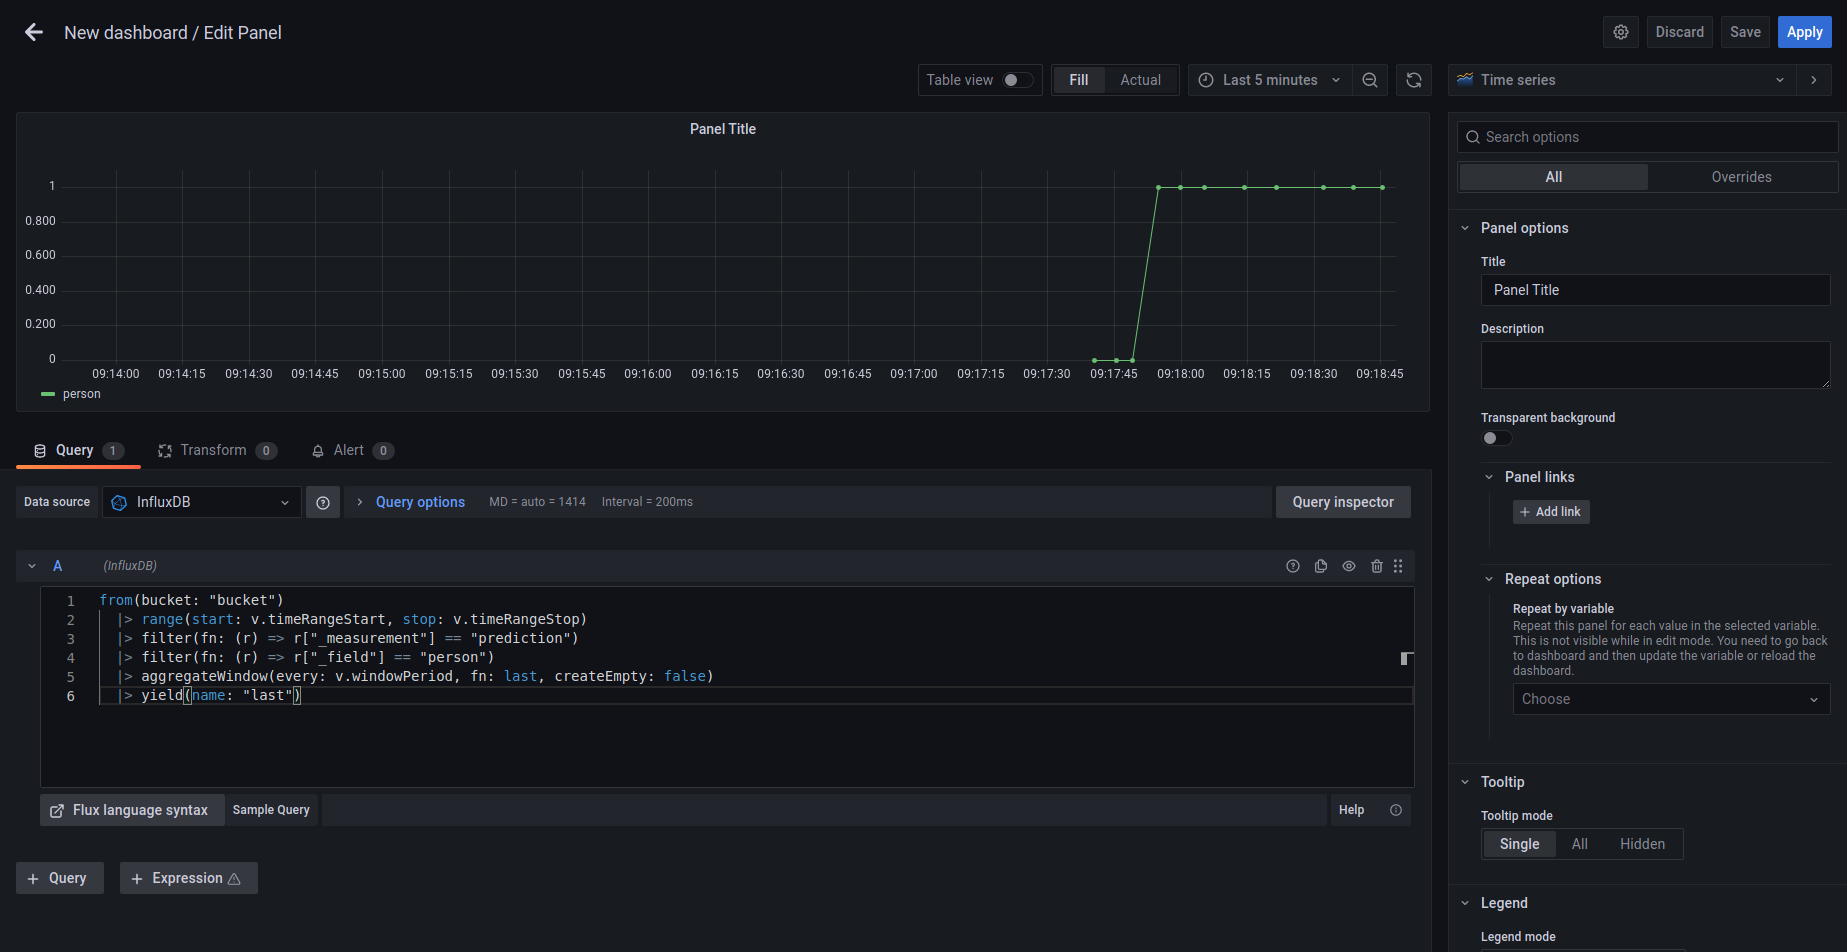 New dashboard / Edit Panel
Discard
Save
Apply
Table view
Fill
Actual
Last 5 minutes
Time series
Panel Title
1
0.800
0.600
0.400
0.200
0
09:14:00 09:14:15 09:14:30 09:14:45 09:15:00 09:15:15 09:15:30 09:15:45 09:16:00 09:16:15 09:16:30 09:16:45 09:17:00 09:17:15 09:17:30 09:17:45 09:18:00 09:18:15 09:18:30 09:18:45
person
Query 1
Transform 0
Alert 0
Data source
InfluxDB
Query options
MD = auto = 1414
Interval = 200ms
Query inspector
A
(InfluxDB)
1 from(bucket: "bucket")
2 |> range(start: v.timeRangeStart, stop: v.timeRangeStop)
3 |> filter(fn: (r) => r["_measurement"] == "prediction")
4 |> filter(fn: (r) => r["_field"] == "person")
5 |> aggregateWindow(every: v.windowPeriod, fn: last, createEmpty: false)
6 |> yield(name: "last")
Flux language syntax
Sample Query
Help
+ Query
+ Expression
Search options
All
Overrides
Panel options
Title
Panel Title
Description
Transparent background
Panel links
+ Add link
Repeat options
Repeat by variable
Repeat this panel for each value in the selected variable.
This is not visible while in edit mode. You need to go back
to dashboard and then update the variable or reload the
dashboard.
Choose
Tooltip
Tooltip mode
Single
All
Hidden
Legend
Legend mode